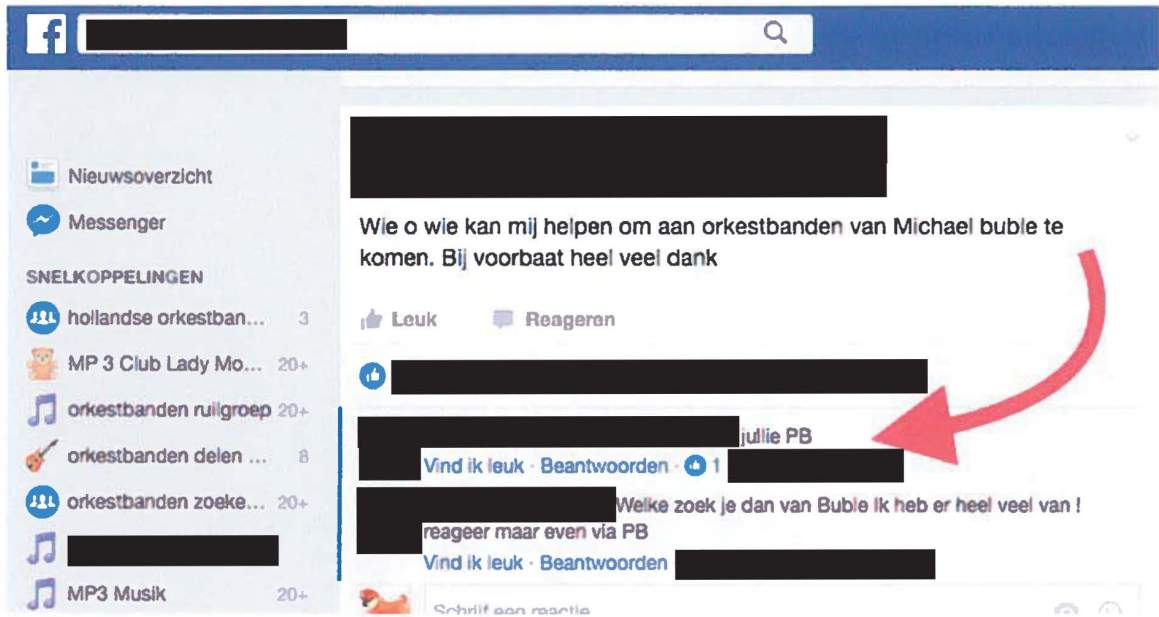 f
Nieuwsoverzicht
Messenger
SNELKOPPELINGEN
hollandse orkestban... 3
MP 3 Club Lady Mo... 20+
orkestbanden ruilgroep 20+
orkestbanden delen ... 8
orkestbanden zoeke... 20+
MP3 Musik 20+
Wie o wie kan mij helpen om aan orkestbanden van Michael buble te
komen. Bij voorbaat heel veel dank
Leuk Reageren
jullie PB
Vind ik leuk · Beantwoorden · 1
Welke zoek je dan van Buble Ik heb er heel veel van !
reageer maar even via PB
Vind ik leuk · Beantwoorden
Schrijf een reactie